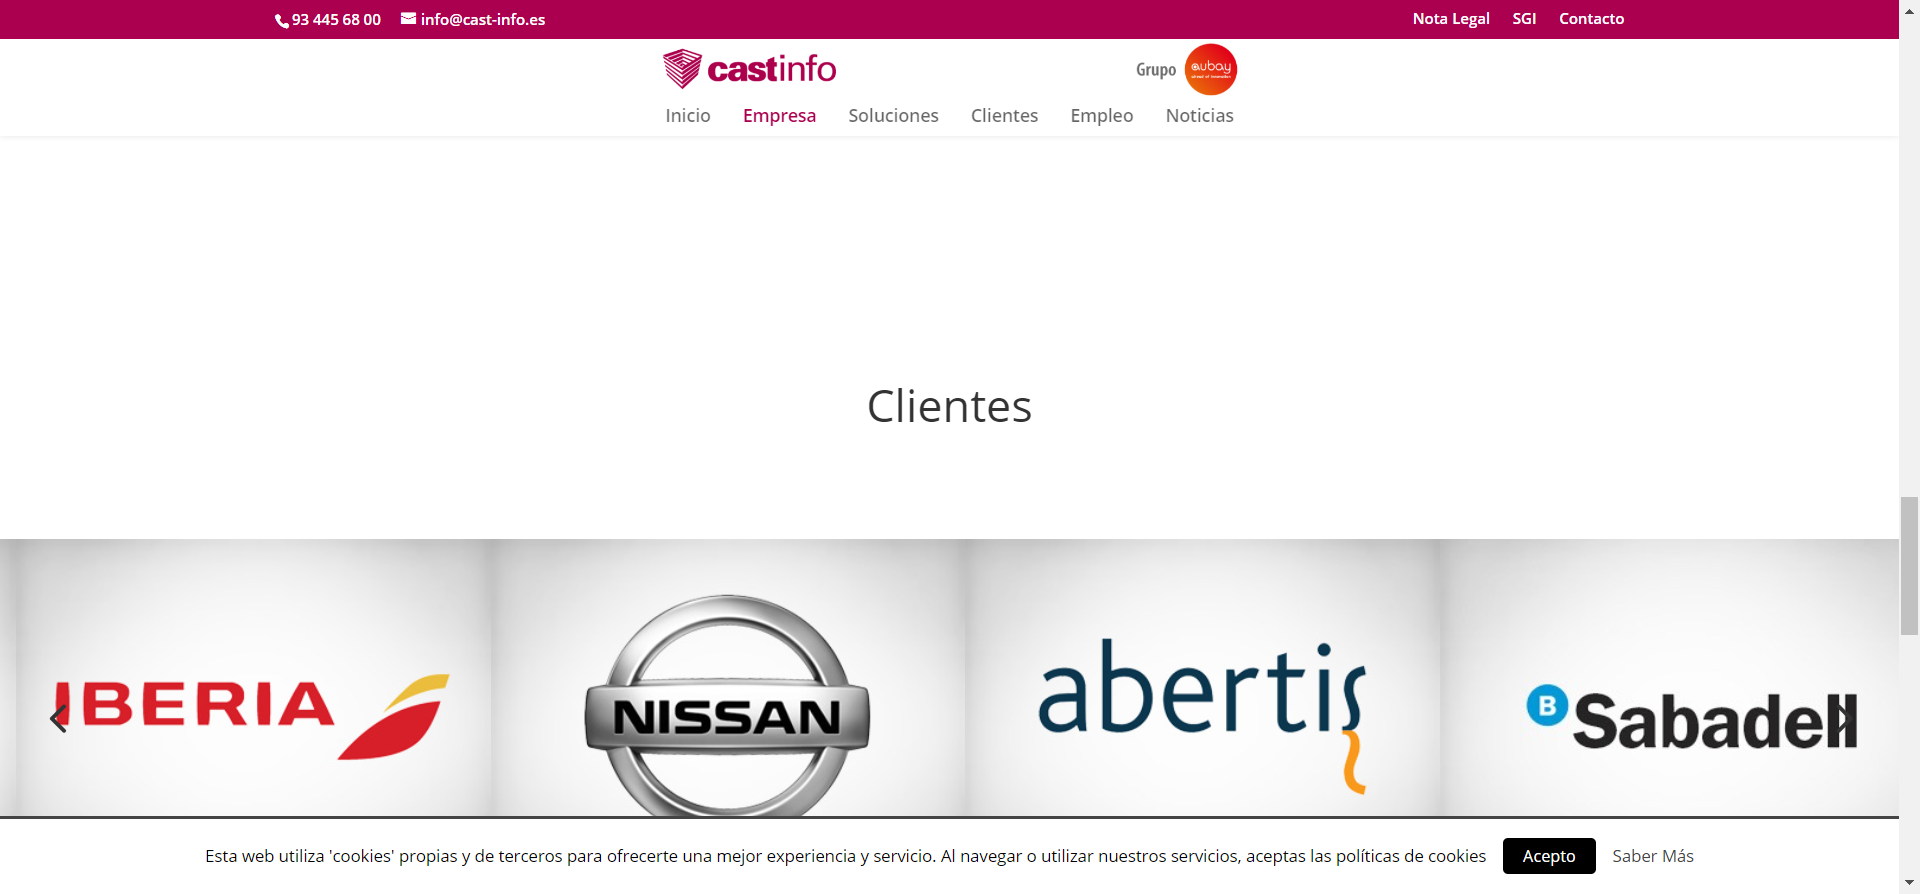 93 445 68 00 info@cast-info.es
Nota Legal SGI Contacto
castinfo
Grupo aubay
Inicio Empresa Soluciones Clientes Empleo Noticias
Clientes
IBERIA
NISSAN
abertis
B Sabadell
Esta web utiliza 'cookies' propias y de terceros para ofrecerte una mejor experiencia y servicio. Al navegar o utilizar nuestros servicios, aceptas las políticas de cookies Acepto Saber Más